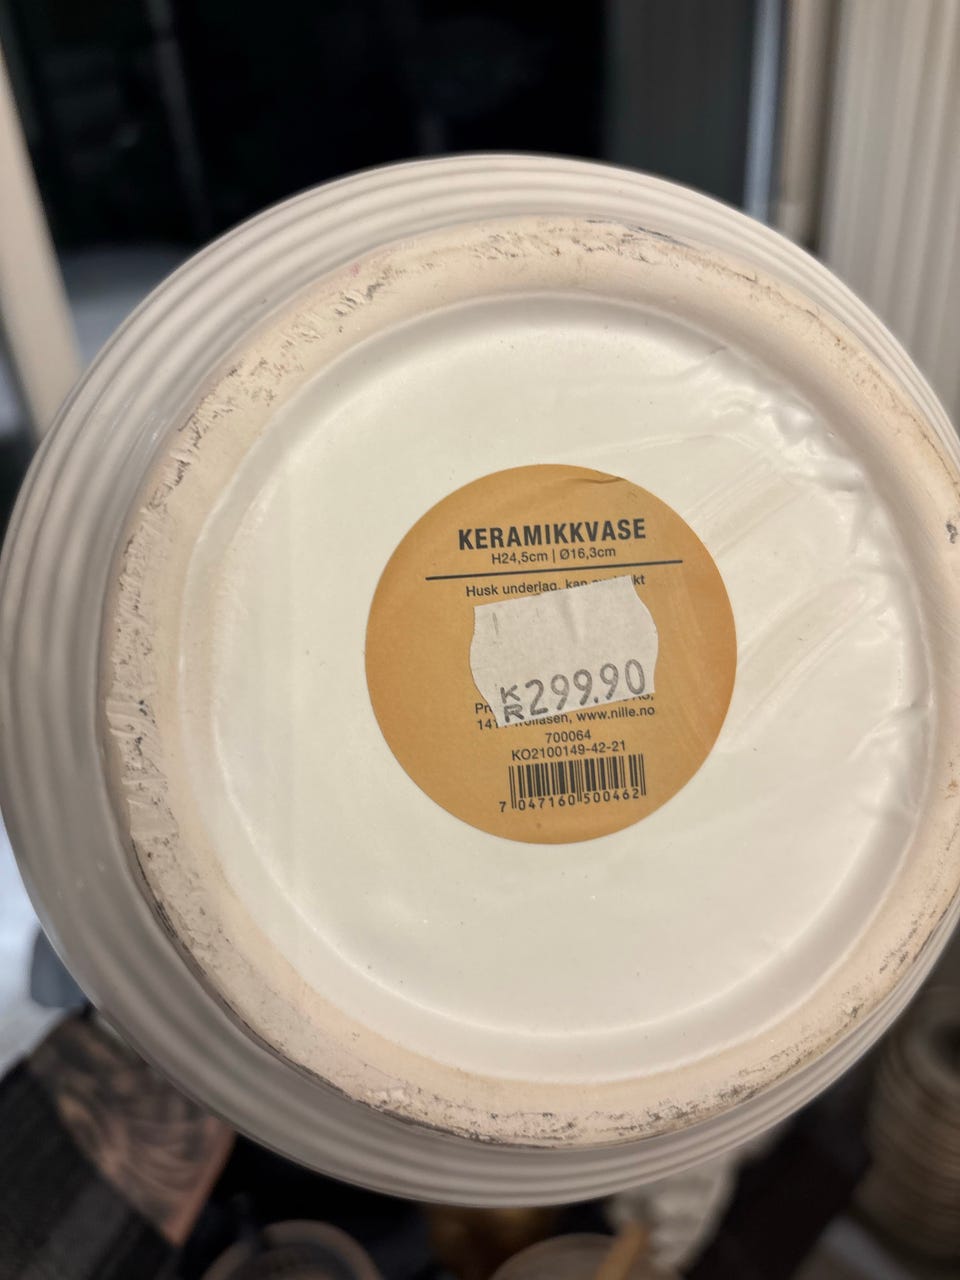 KERAMIKKVASE
H24,5cm | Ø16,3cm
Husk underlag, kan
KR299.90
www.nille.no
700064
KO2100149-42-21
7 047160 500462